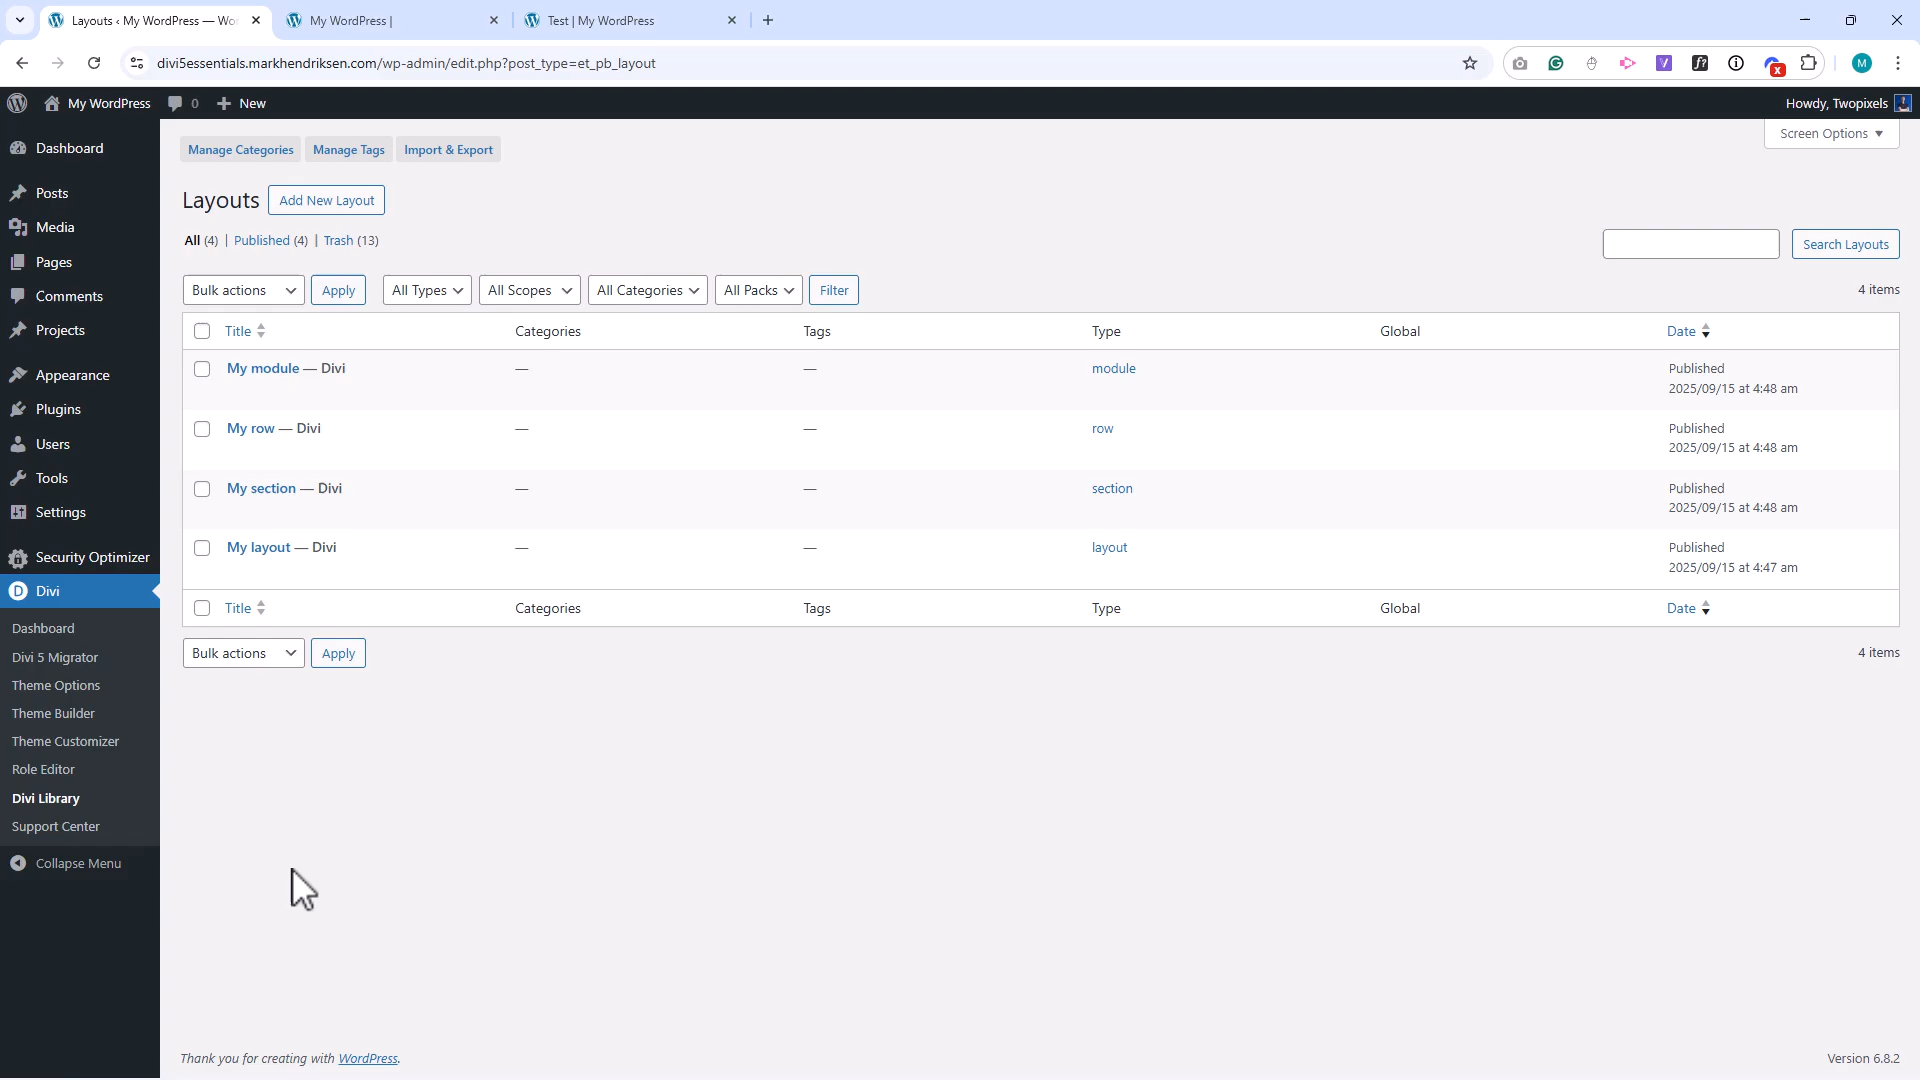 Layouts ‹ My WordPress — Wo
My WordPress |
Test | My WordPress
divi5essentials.markhendriksen.com/wp-admin/edit.php?post_type=et_pb_layout
x
M
My WordPress
0
New
Howdy, Twopixels
Dashboard
Posts
Media
Pages
Comments
Projects
Appearance
Plugins
Users
Tools
Settings
Security Optimizer
Divi
Dashboard
Divi 5 Migrator
Theme Options
Theme Builder
Theme Customizer
Role Editor
Divi Library
Support Center
Collapse Menu
Screen Options
Manage Categories
Manage Tags
Import & Export
Layouts
Add New Layout
All (4) | Published (4) | Trash (13)
Search Layouts
Bulk actions
Apply
All Types
All Scopes
All Categories
All Packs
Filter
4 items
Title
Categories
Tags
Type
Global
Date
My module — Divi
—
—
module
Published
2025/09/15 at 4:48 am
My row — Divi
—
—
row
Published
2025/09/15 at 4:48 am
My section — Divi
—
—
section
Published
2025/09/15 at 4:48 am
My layout — Divi
—
—
layout
Published
2025/09/15 at 4:47 am
Title
Categories
Tags
Type
Global
Date
Bulk actions
Apply
4 items
Thank you for creating with WordPress.
Version 6.8.2